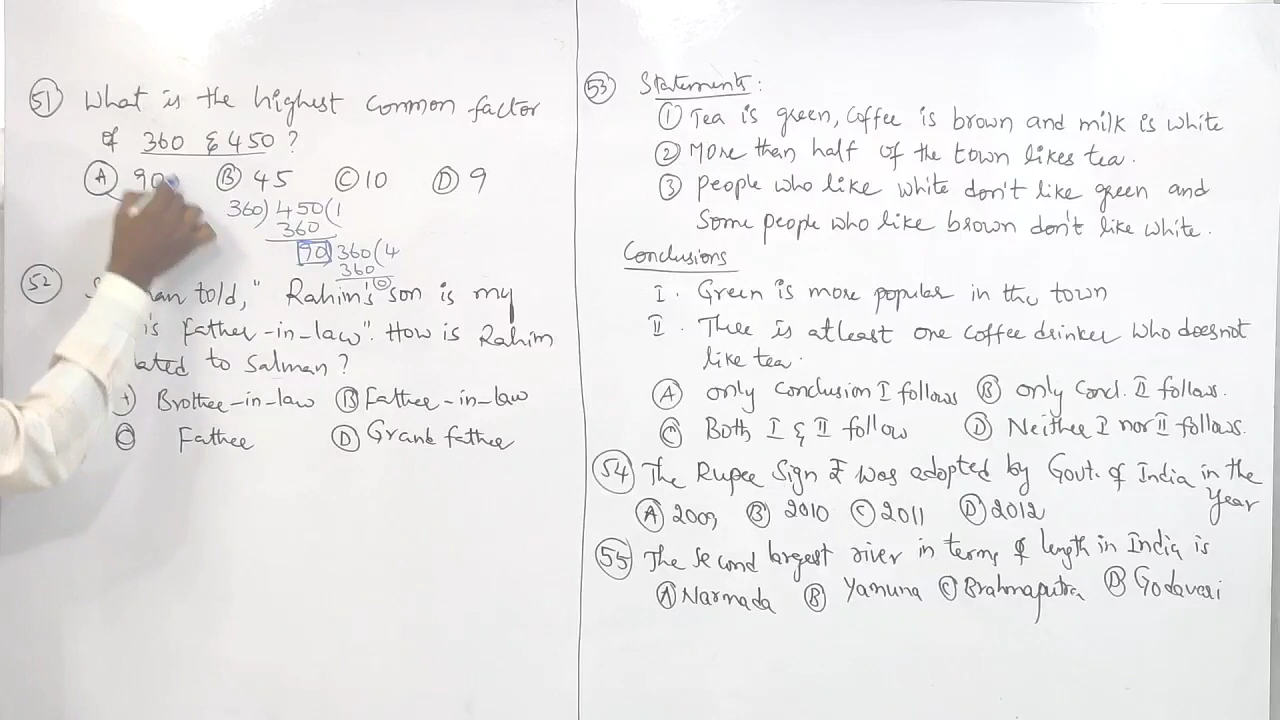 51 What is the highest common factor
of 360 & 450 ?
A 90 B 45 C 10 D 9
360) 450 (1
360
90) 360 (4
360
0
52 told, " Rahim's son is my
is father-in-law". How is Rahim
to Salman ?
Brother-in-law B Father-in-law
C Father D Grand father
53 Statements :
1 Tea is green, Coffee is brown and milk is white
2 More than half of the town likes tea.
3 people who like white don't like green and
Some people who like brown don't like white.
Conclusions
I. Green is more popular in the town
II. There is atleast one coffee drinker who doesnot
like tea.
A only conclusion I follows B only Concl. II follows.
C Both I & II follow D Neither I nor II follows.
54 The Rupee Sign ₹ was adopted by Govt. of India in the
year
A 2009 B 2010 C 2011 D 2012
55 The second largest river in terms of length in India is
A Narmada B Yamuna C Brahmaputra D Godavari